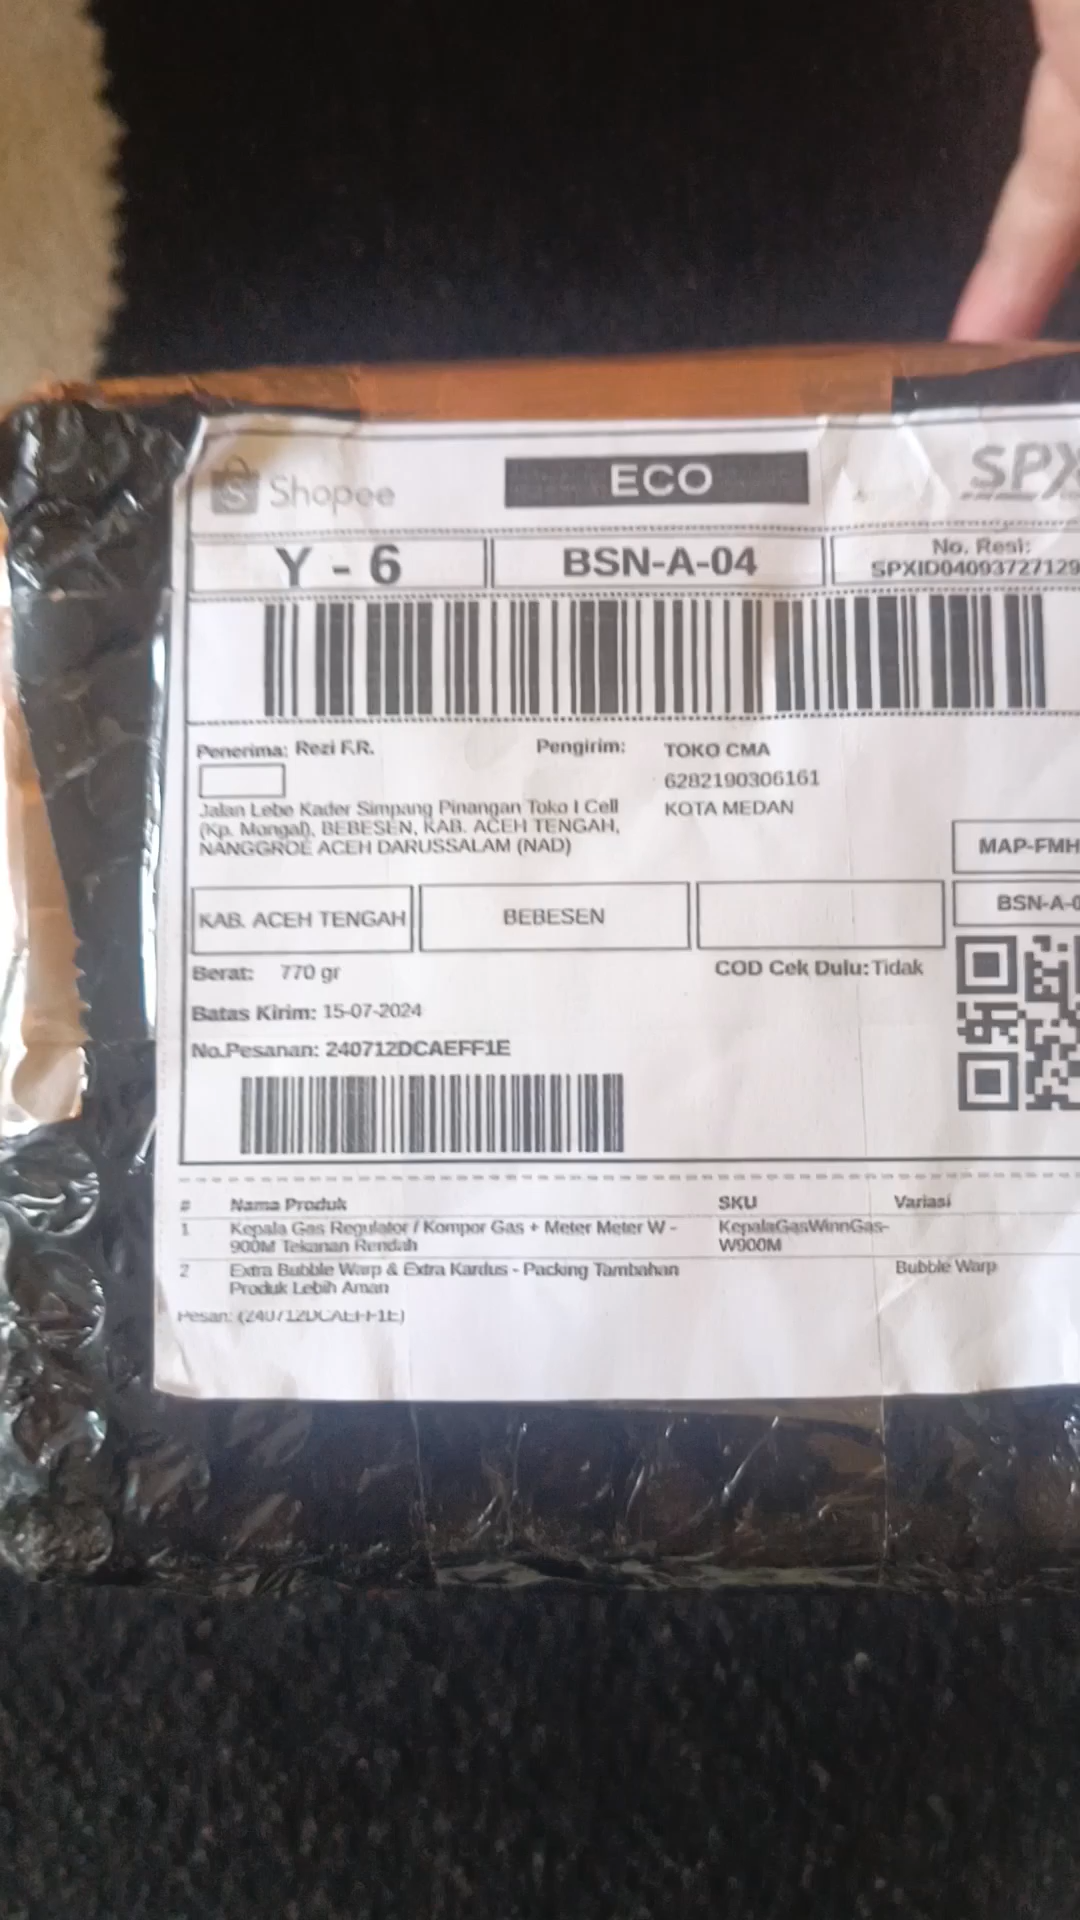 Shopee
ECO
SPX
Y - 6
BSN-A-04
No. Resi:
SPXID04093727129
Penerima: Rezi F.R.
Pengirim:
TOKO CMA
6282190306161
KOTA MEDAN
Jalan Lebe Kader Simpang Pinangan Toko I Cell
(Kp. Mongal), BEBESEN, KAB. ACEH TENGAH,
NANGGROE ACEH DARUSSALAM (NAD)
MAP-FMH
BSN-A-0
KAB. ACEH TENGAH
BEBESEN
Berat: 770 gr
COD Cek Dulu: Tidak
Batas Kirim: 15-07-2024
No.Pesanan: 240712DCAEFF1E
# Nama Produk SKU Variasi
1 Kepala Gas Regulator / Kompor Gas + Meter Meter W - KepalaGasWinnGas-
900M Tekanan Rendah W900M
2 Extra Bubble Warp & Extra Kardus - Packing Tambahan Bubble Warp
Produk Lebih Aman
Pesan: (240712DCAEFF1E)